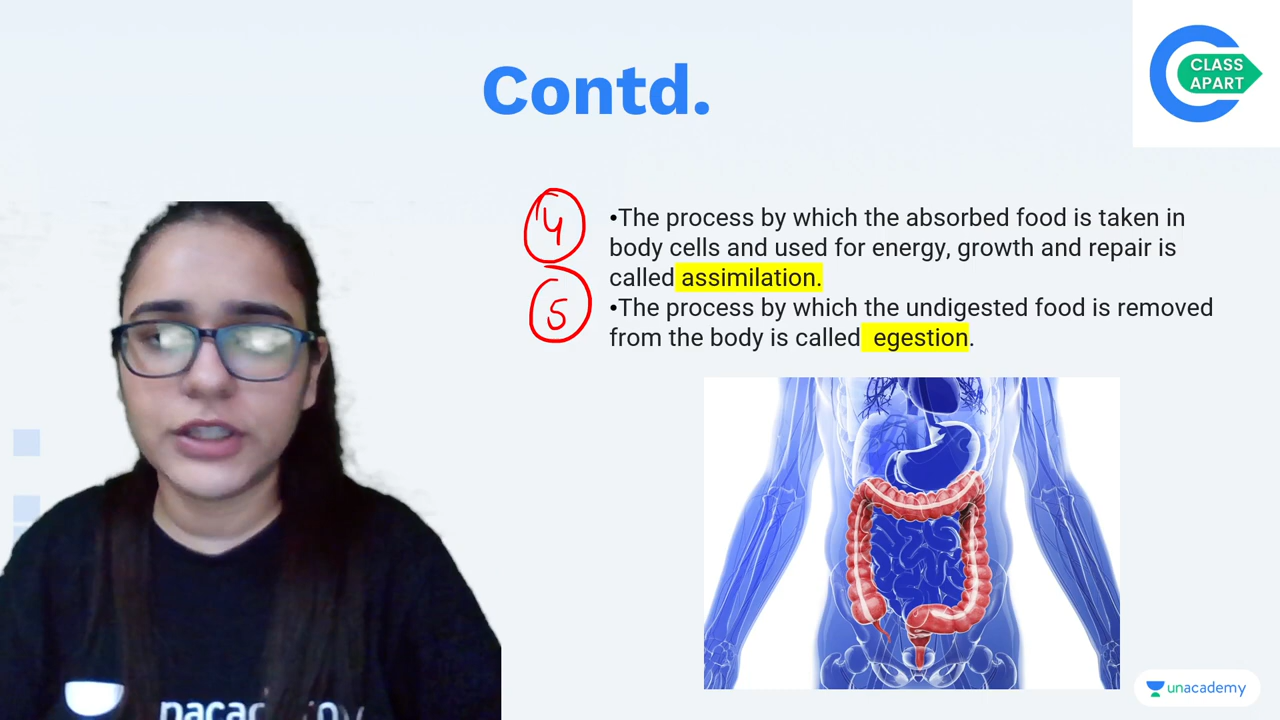 Contd.
CLASS
APART
4
•The process by which the absorbed food is taken in
body cells and used for energy, growth and repair is
called assimilation.
5
•The process by which the undigested food is removed
from the body is called egestion.
unacademy